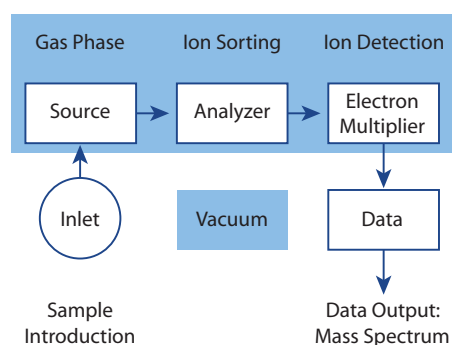 Gas Phase
Ion Sorting
Ion Detection
Source
Analyzer
Electron
Multiplier
Inlet
Vacuum
Data
Sample
Introduction
Data Output:
Mass Spectrum